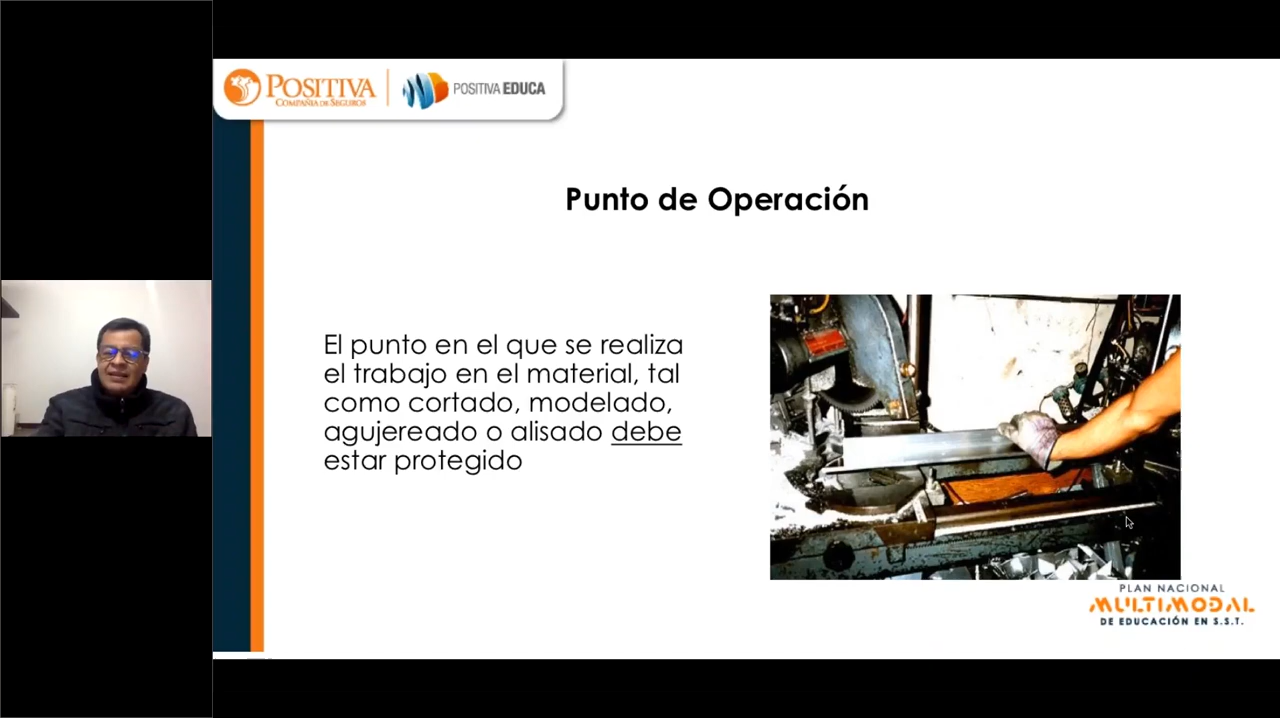 POSITIVA
COMPAÑÍA DE SEGUROS
POSITIVA EDUCA
Punto de Operación
El punto en el que se realiza
el trabajo en el material, tal
como cortado, modelado,
agujereado o alisado debe
estar protegido
PLAN NACIONAL
MULTIMODAL
DE EDUCACIÓN EN S.S.T.